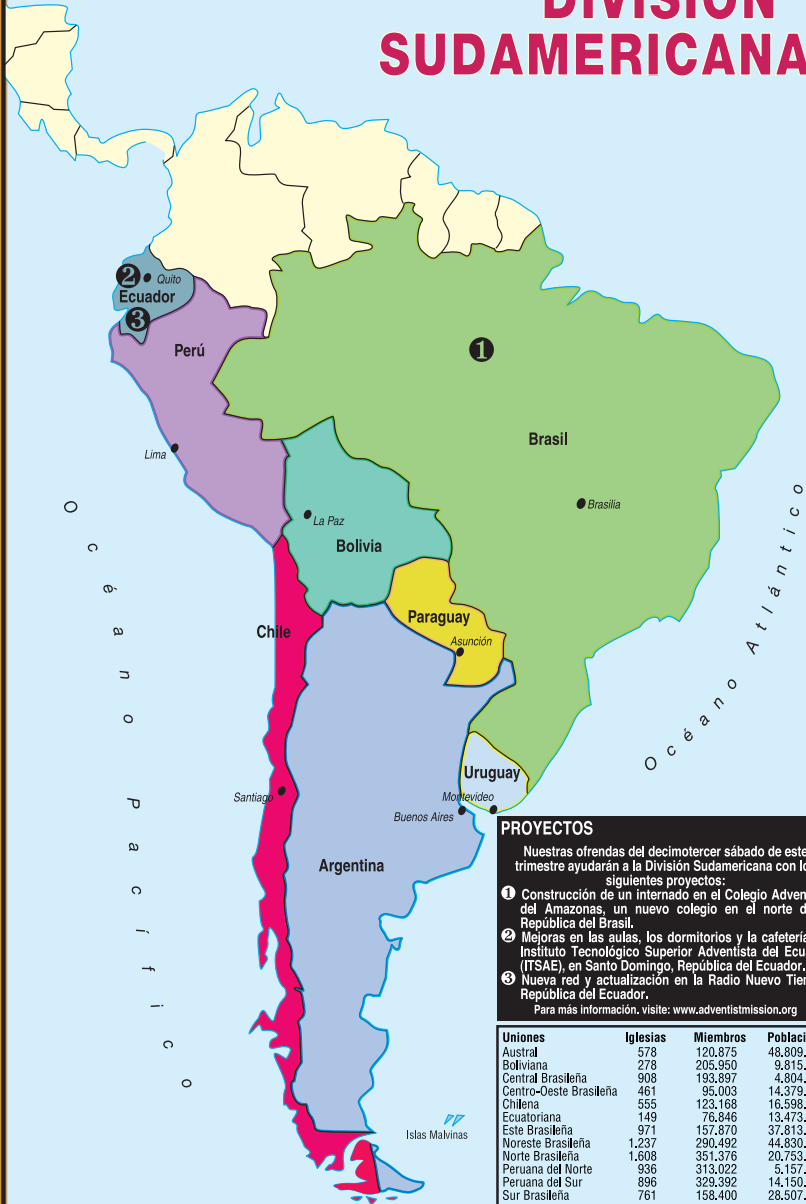 DIVISIÓN
SUDAMERICANA
2
Quito
Ecuador
3
Perú
1
Brasil
Lima
Brasilia
La Paz
Bolivia
Océano Pacífico
Océano Atlántico
Paraguay
Asunción
Chile
Uruguay
Santiago
Montevideo
Buenos Aires
Argentina
Islas Malvinas
PROYECTOS
Nuestras ofrendas del decimotercer sábado de este
trimestre ayudarán a la División Sudamericana con
siguientes proyectos:
1 Construcción de un internado en el Colegio
del Amazonas, un nuevo colegio en el norte
República del Brasil.
2 Mejoras en las aulas, los dormitorios y la cafetería
Instituto Tecnológico Superior Adventista del
(ITSAE), en Santo Domingo, República del Ecuador.
3 Nueva red y actualización en la Radio Nuevo
República del Ecuador.
Para más información. visite: www.adventistmission.org
Uniones Iglesias Miembros
Austral 578 120.875 48.809.
Boliviana 278 205.950 9.815.
Central Brasileña 908 193.897 4.804.
Centro-Oeste Brasileña 461 95.003 14.379.
Chilena 555 123.168 16.598.
Ecuatoriana 149 76.846 13.473.
Este Brasileña 971 157.870 37.813.
Noreste Brasileña 1.237 290.492 44.830.
Norte Brasileña 1.608 351.376 20.753.
Peruana del Norte 936 313.022 5.157.
Peruana del Sur 896 329.392 14.150.
Sur Brasileña 761 158.400 28.507.